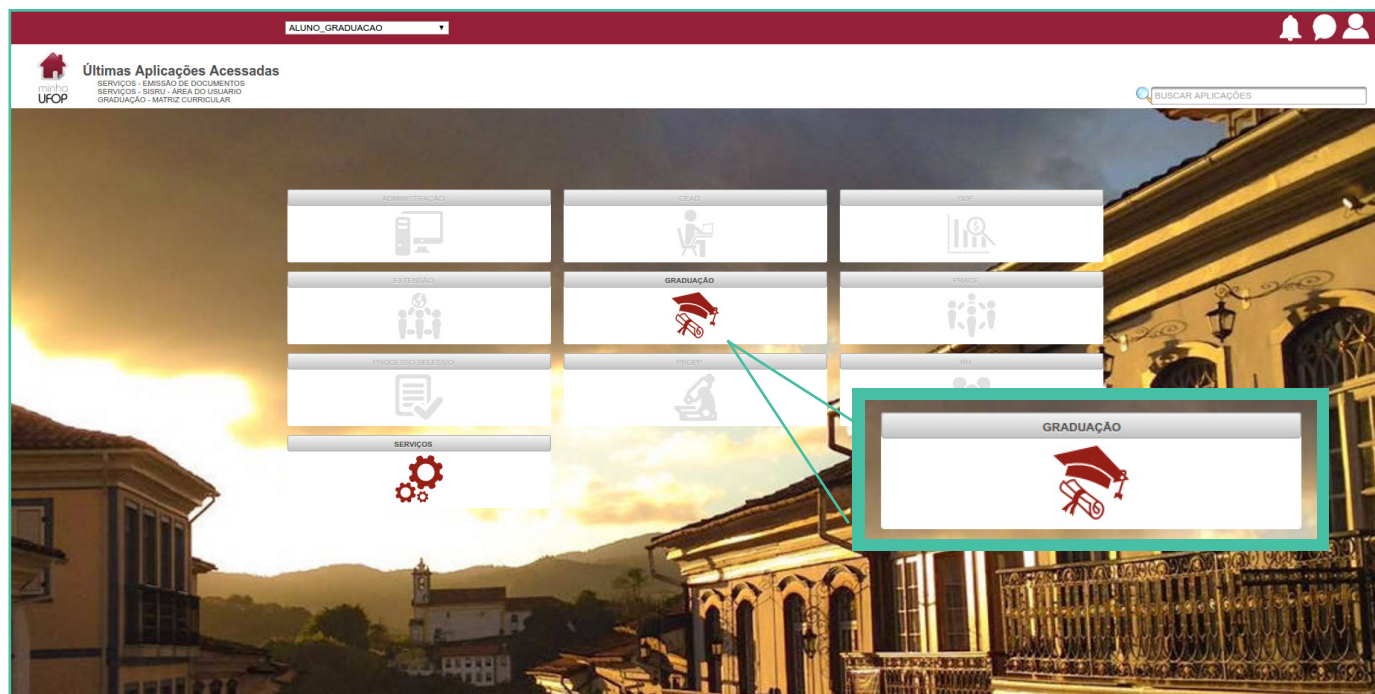 ALUNO_GRADUACAO
minha
UFOP
Últimas Aplicações Acessadas
SERVIÇOS - EMISSÃO DE DOCUMENTOS
SERVIÇOS - SISRU - ÁREA DO USUARIO
GRADUAÇÃO - MATRIZ CURRICULAR
BUSCAR APLICAÇÕES
ADMINISTRAÇÃO
CEAD
DOF
EXTENSÃO
GRADUAÇÃO
PRACE
PROCESSO SELETIVO
PROPP
RH
SERVIÇOS
GRADUAÇÃO